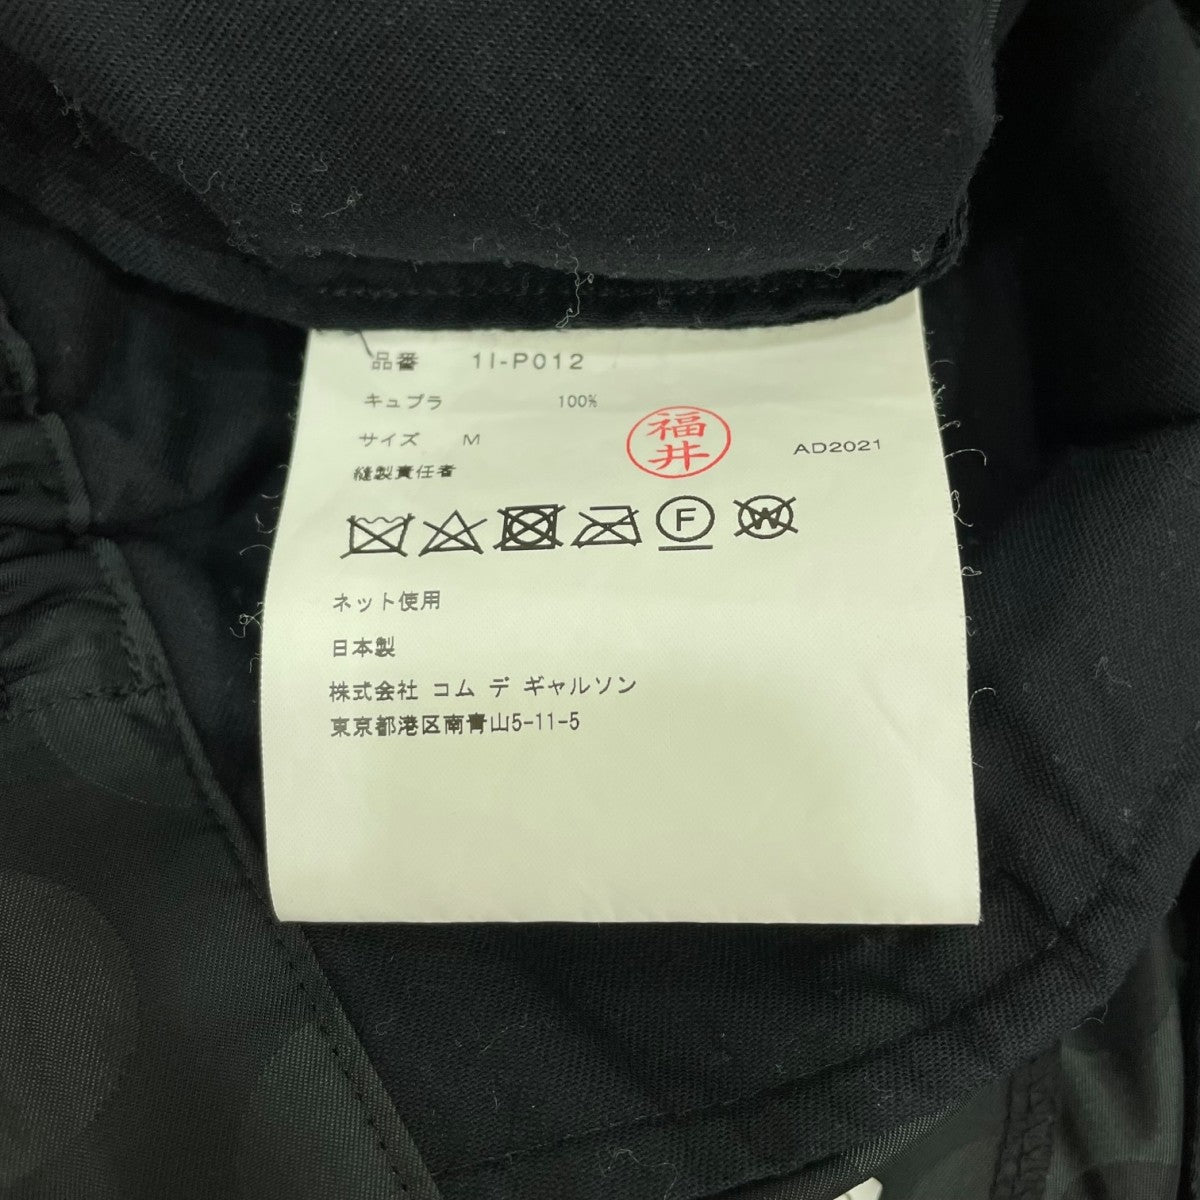 品番 1I-P012
キュプラ 100%
サイズ M
福井
AD2021
縫製責任者
F
W
ネット使用
日本製
株式会社 コム デ ギャルソン
東京都港区南青山5-11-5